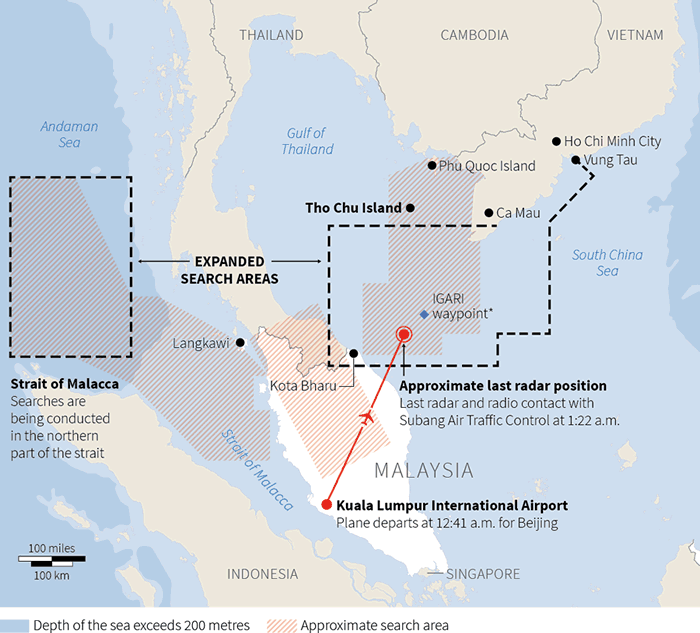 THAILAND
CAMBODIA
VIETNAM
Andaman
Sea
Gulf of
Thailand
Ho Chi Minh City
Vung Tau
Phu Quoc Island
Tho Chu Island
Ca Mau
EXPANDED
SEARCH AREAS
South China
Sea
IGARI
waypoint*
Langkawi
Kota Bharu
Strait of Malacca
Searches are
being conducted
in the northern
part of the strait
Approximate last radar position
Last radar and radio contact with
Subang Air Traffic Control at 1:22 a.m.
Strait of Malacca
MALAYSIA
Kuala Lumpur International Airport
Plane departs at 12:41 a.m. for Beijing
100 miles
100 km
INDONESIA
SINGAPORE
Depth of the sea exceeds 200 metres
Approximate search area